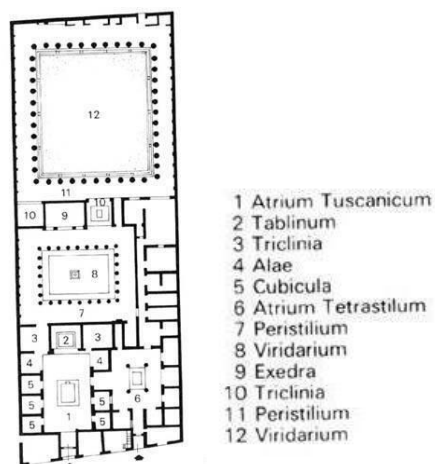 12
11
10
9
10
8
7
3
2
3
4
4
5
5
5
6
5
1
5
1 Atrium Tuscanicum
2 Tablinum
3 Triclinia
4 Alae
5 Cubicula
6 Atrium Tetrastilum
7 Peristilium
8 Viridarium
9 Exedra
10 Triclinia
11 Peristilium
12 Viridarium